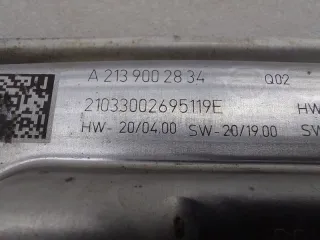 A 213 900 28 34 Q02
21033002695119E HW
HW- 20/04.00 SW-20/19.00 SW